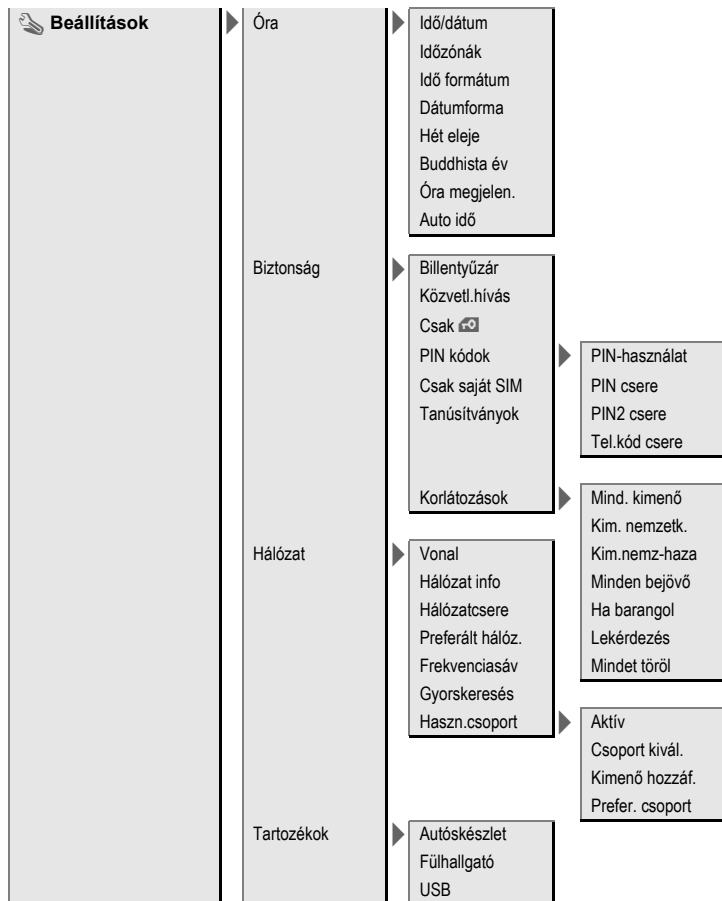 Beállítások
Óra
Idő/dátum
Időzónák
Idő formátum
Dátumforma
Hét eleje
Buddhista év
Óra megjelen.
Auto idő
Biztonság
Billentyűzár
Közvetl.hívás
Csak
PIN kódok
PIN-használat
PIN csere
PIN2 csere
Tel.kód csere
Csak saját SIM
Tanúsítványok
Korlátozások
Mind. kimenő
Kim. nemzetk.
Kim.nemz-haza
Minden bejövő
Ha barangol
Lekérdezés
Mindet töröl
Hálózat
Vonal
Hálózat info
Hálózatcsere
Preferált hálóz.
Frekvenciasáv
Gyorskeresés
Haszn.csoport
Aktív
Csoport kivál.
Kimenő hozzáf.
Prefer. csoport
Tartozékok
Autóskészlet
Fülhallgató
USB